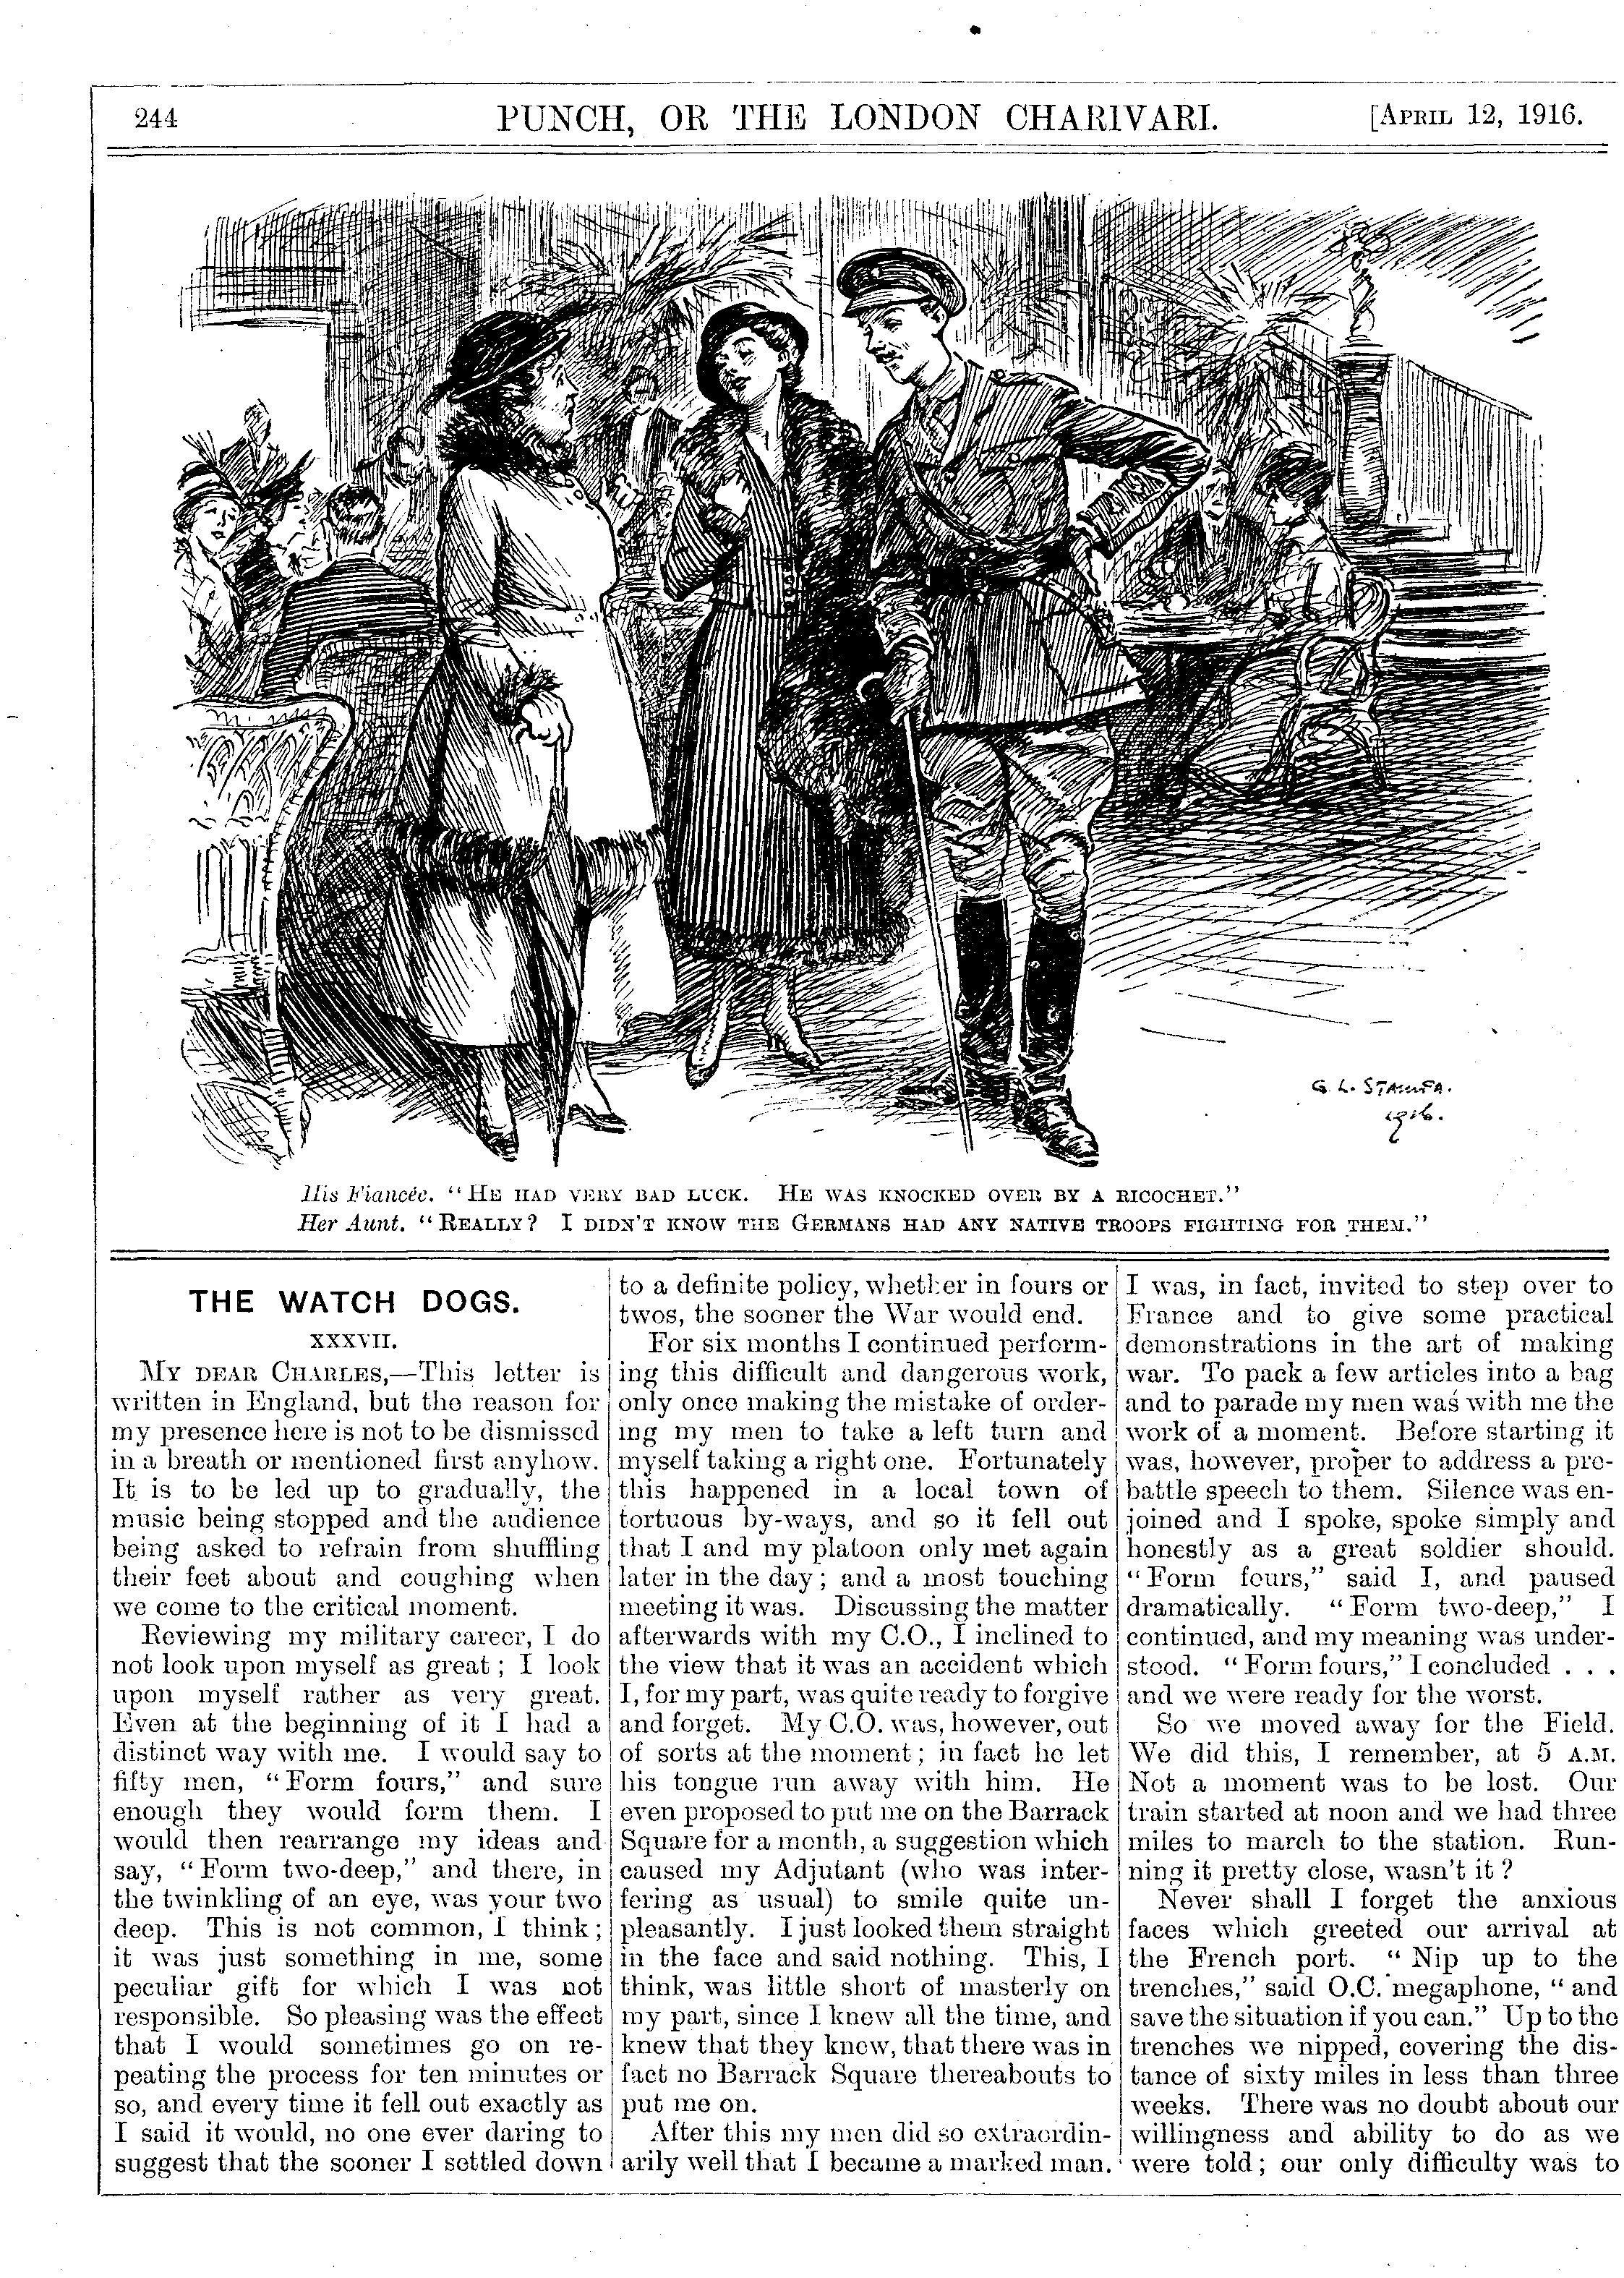 244 PUNCH, OR THE LONDON CHARIVARI. [APRIL 12, 1916.
G. L. STAMPA.
1916.
His Fiancée. "HE HAD VERY BAD LUCK. HE WAS KNOCKED OVER BY A RICOCHET."
Her Aunt. "REALLY? I DIDN'T KNOW THE GERMANS HAD ANY NATIVE TROOPS FIGHTING FOR THEM."
THE WATCH DOGS.
XXXVII.
MY DEAR CHARLES,—This letter is
written in England, but the reason for
my presence here is not to be dismissed
in a breath or mentioned first anyhow.
It is to be led up to gradually, the
music being stopped and the audience
being asked to refrain from shuffling
their feet about and coughing when
we come to the critical moment.
Reviewing my military career, I do
not look upon myself as great; I look
upon myself rather as very great.
Even at the beginning of it I had a
distinct way with me. I would say to
fifty men, "Form fours," and sure
enough they would form them. I
would then rearrange my ideas and
say, "Form two-deep," and there, in
the twinkling of an eye, was your two
deep. This is not common, I think;
it was just something in me, some
peculiar gift for which I was not
responsible. So pleasing was the effect
that I would sometimes go on re-
peating the process for ten minutes or
so, and every time it fell out exactly as
I said it would, no one ever daring to
suggest that the sooner I settled down
to a definite policy, whether in fours or
twos, the sooner the War would end.
For six months I continued perform-
ing this difficult and dangerous work,
only once making the mistake of order-
ing my men to take a left turn and
myself taking a right one. Fortunately
this happened in a local town of
tortuous by-ways, and so it fell out
that I and my platoon only met again
later in the day; and a most touching
meeting it was. Discussing the matter
afterwards with my C.O., I inclined to
the view that it was an accident which
I, for my part, was quite ready to forgive
and forget. My C.O. was, however, out
of sorts at the moment; in fact he let
his tongue run away with him. He
even proposed to put me on the Barrack
Square for a month, a suggestion which
caused my Adjutant (who was inter-
fering as usual) to smile quite un-
pleasantly. I just looked them straight
in the face and said nothing. This, I
think, was little short of masterly on
my part, since I knew all the time, and
knew that they knew, that there was in
fact no Barrack Square thereabouts to
put me on.
After this my men did so extraordin-
arily well that I became a marked man.
I was, in fact, invited to step over to
France and to give some practical
demonstrations in the art of making
war. To pack a few articles into a bag
and to parade my men was with me the
work of a moment. Before starting it
was, however, proper to address a pre-
battle speech to them. Silence was en-
joined and I spoke, spoke simply and
honestly as a great soldier should.
"Form fours," said I, and paused
dramatically. "Form two-deep," I
continued, and my meaning was under-
stood. "Form fours," I concluded . . .
and we were ready for the worst.
So we moved away for the Field.
We did this, I remember, at 5 A.M.
Not a moment was to be lost. Our
train started at noon and we had three
miles to march to the station. Run-
ning it pretty close, wasn't it?
Never shall I forget the anxious
faces which greeted our arrival at
the French port. "Nip up to the
trenches," said O.C. megaphone, "and
save the situation if you can." Up to the
trenches we nipped, covering the dis-
tance of sixty miles in less than three
weeks. There was no doubt about our
willingness and ability to do as we
were told; our only difficulty was to